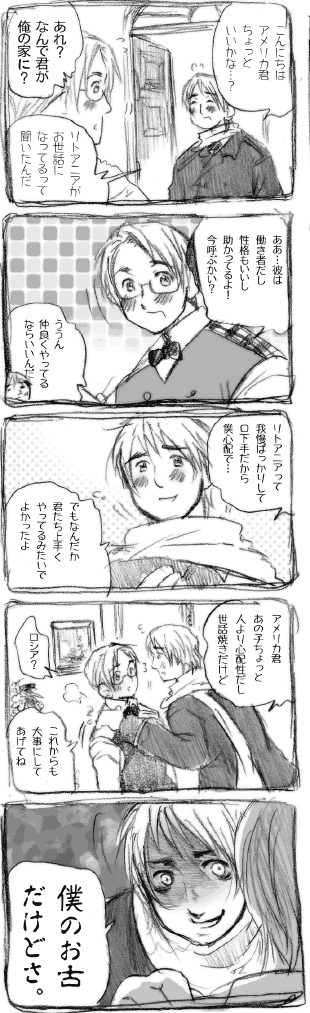 こんにちは
アメリカ君
ちょっと
いいかな…?
あれ?
なんで君が
俺の家に?
リトアニアが
お世話に
なってるって
聞いたんだ
ああ…彼は
働き者だし
性格もいいし
助かってるよ!
今呼ぶかい?
ううん
仲良くやってる
ならいいんだ
リトアニアって
我慢ばっかりして
口下手だから
僕心配で…
でもなんだか
君たち上手く
やってるみたいで
よかったよ
アメリカ君
あの子ちょっと
人より心配性だし
世話焼きだけど
ロシア?
これからも
大事にして
あげてね
僕のお古
だけどさ。